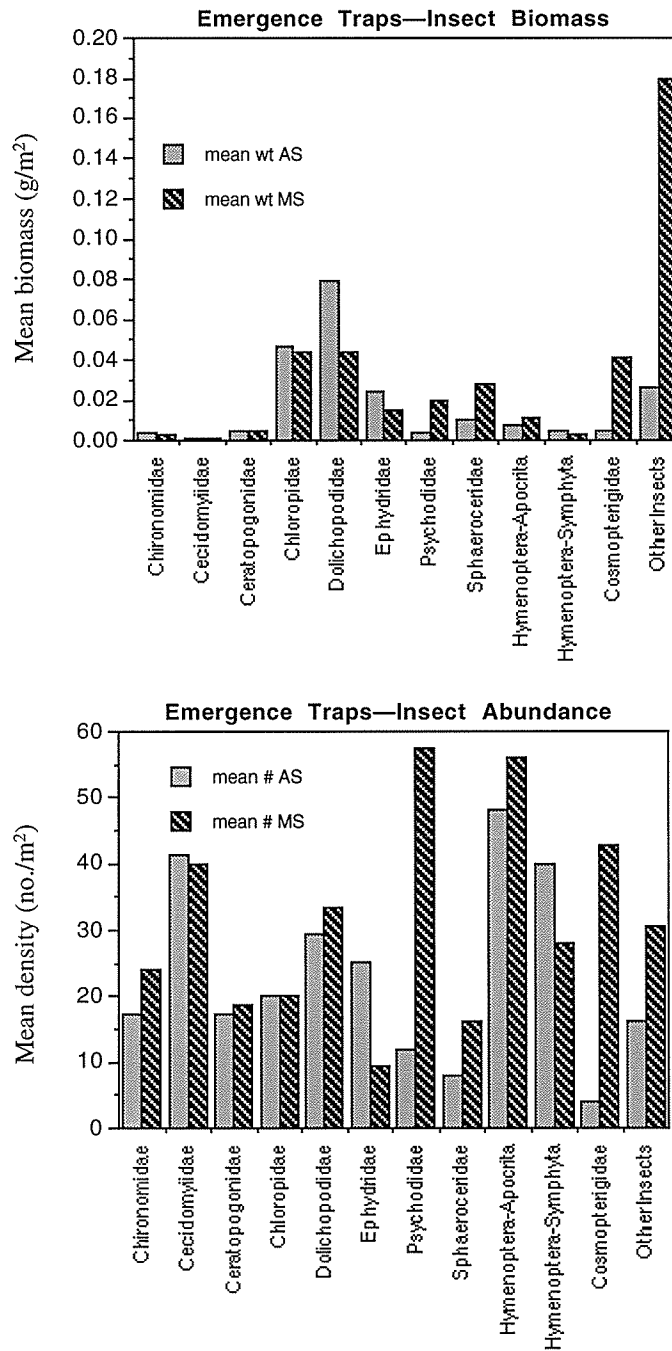 Emergence Traps—Insect Biomass
Mean biomass (g/m²)
0.20
0.18
0.16
0.14
0.12
0.10
0.08
0.06
0.04
0.02
0.00
mean wt AS
mean wt MS
Chironomidae
Cecidomyiidae
Ceratopogonidae
Chloropidae
Dolichopodidae
Ephydridae
Psychodidae
Sphaeroceridae
Hymenoptera-Apocrita
Hymenoptera-Symphyta.
Cosmopterigidae
Other Insects
Emergence Traps—Insect Abundance
Mean density (no./m²)
60
50
40
30
20
10
0
mean # AS
mean # MS
Chironomidae
Cecidomyiidae
Ceratopogonidae
Chloropidae
Dolichopodidae
Ephydridae
Psychodidae
Sphaeroceridae
Hymenoptera-Apocrita
Hymenoptera-Symphyta.
Cosmopterigidae
Other Insects